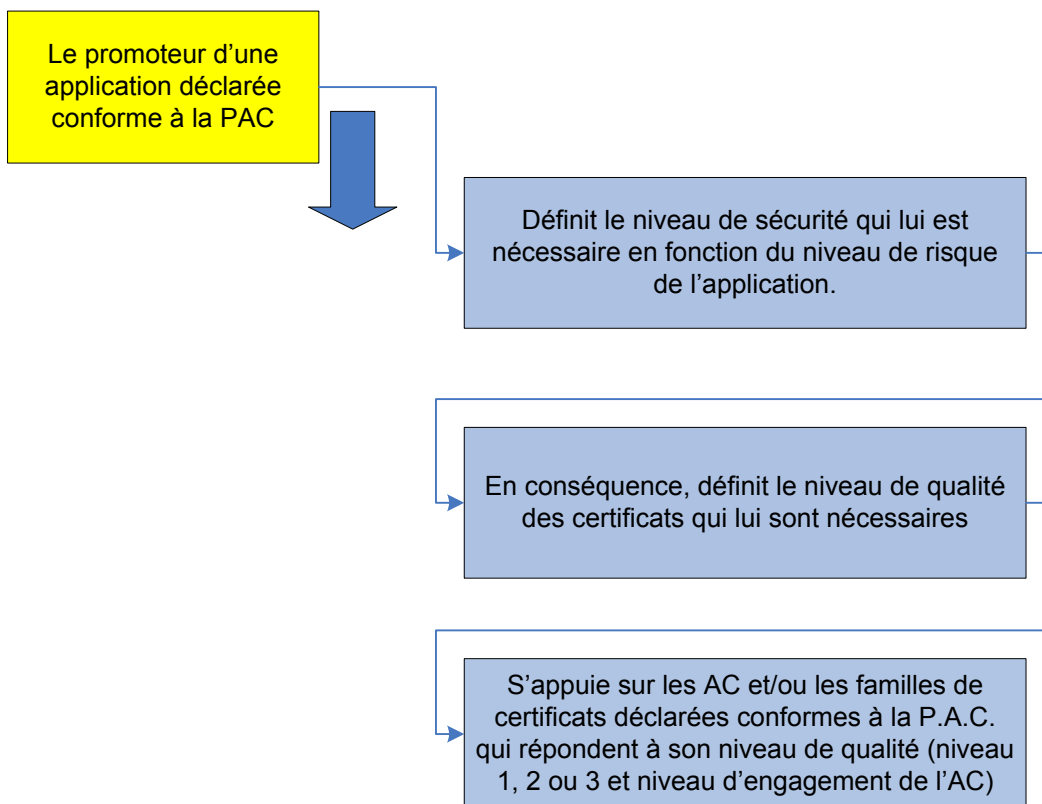 Le promoteur d’une
application déclarée
conforme à la PAC
Définit le niveau de sécurité qui lui est
nécessaire en fonction du niveau de risque
de l’application.
En conséquence, définit le niveau de qualité
des certificats qui lui sont nécessaires
S’appuie sur les AC et/ou les familles de
certificats déclarées conformes à la P.A.C.
qui répondent à son niveau de qualité (niveau
1, 2 ou 3 et niveau d’engagement de l’AC)